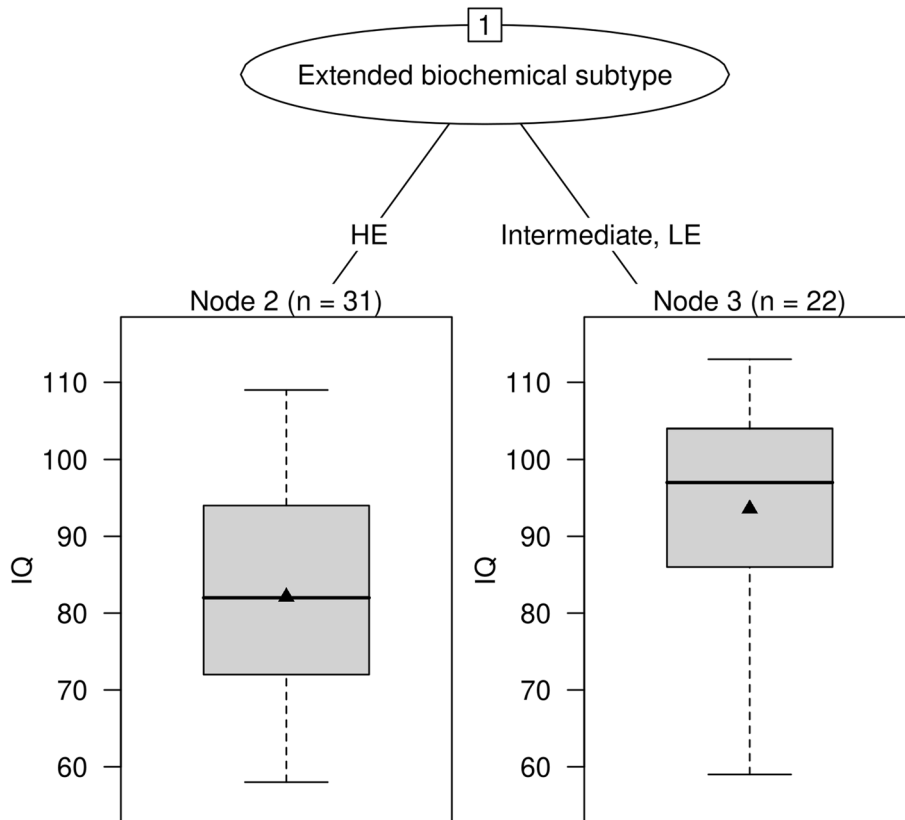 1
Extended biochemical subtype
HE
Intermediate, LE
Node 2 (n = 31)
110
100
90
80
70
60
IQ
Node 3 (n = 22)
110
100
90
80
70
60
IQ